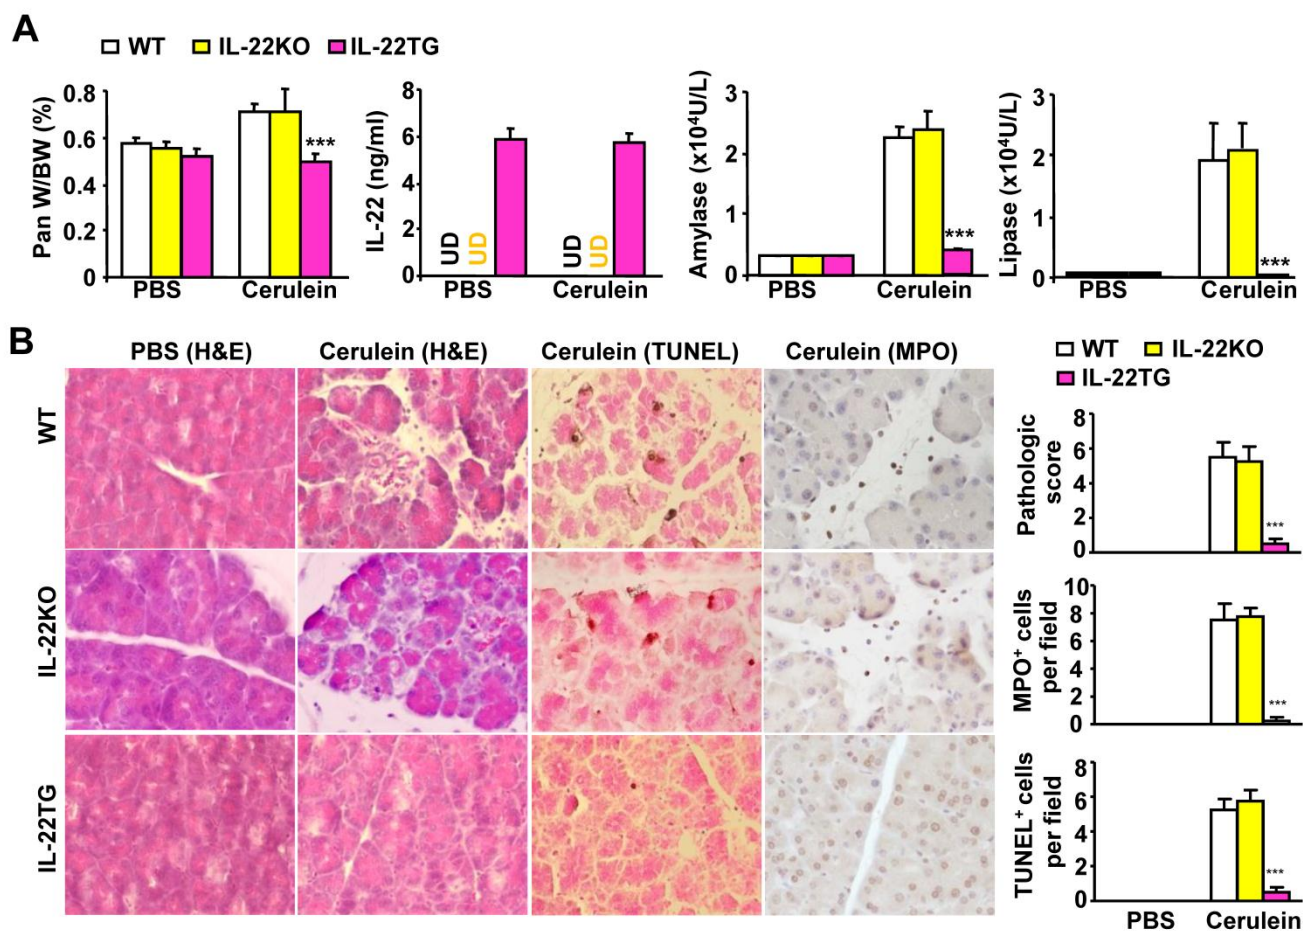 A
WT IL-22KO IL-22TG
Pan W/BW (%)
0.8
0.6
0.4
0.2
0
***
PBS Cerulein
IL-22 (ng/ml)
8
6
4
2
0
UD UD UD UD
PBS Cerulein
Amylase (x10⁴U/L)
3
2
1
0
***
PBS Cerulein
Lipase (x10⁴U/L)
3
2
1
0
***
PBS Cerulein
B
PBS (H&E) Cerulein (H&E) Cerulein (TUNEL) Cerulein (MPO)
WT
IL-22KO
IL-22TG
WT IL-22KO
IL-22TG
Pathologic
score
8
6
4
2
0
***
MPO⁺ cells
per field
10
8
6
4
2
0
***
TUNEL⁺ cells
per field
8
6
4
2
0
***
PBS Cerulein